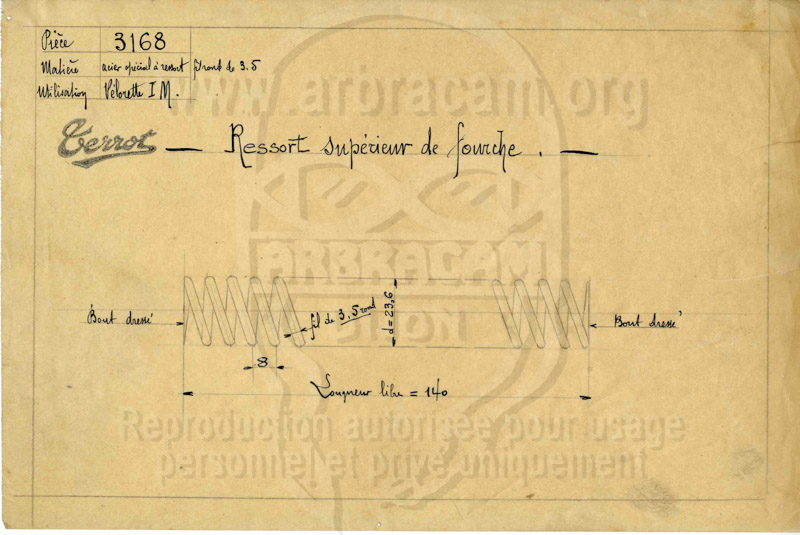 Pièce 3168
Matière acier spécial à ressort frond de 3.5
Utilisation Vélorette I M.
www.arbracam.org
Terrot — Ressort supérieur de fourche. —
ARBRACAM
DIJON
Bout dressé
fil de 3,5 rond
d=23,6
Bout dressé
8
Longueur libre = 140
Reproduction autorisée pour usage
personnel et privé uniquement